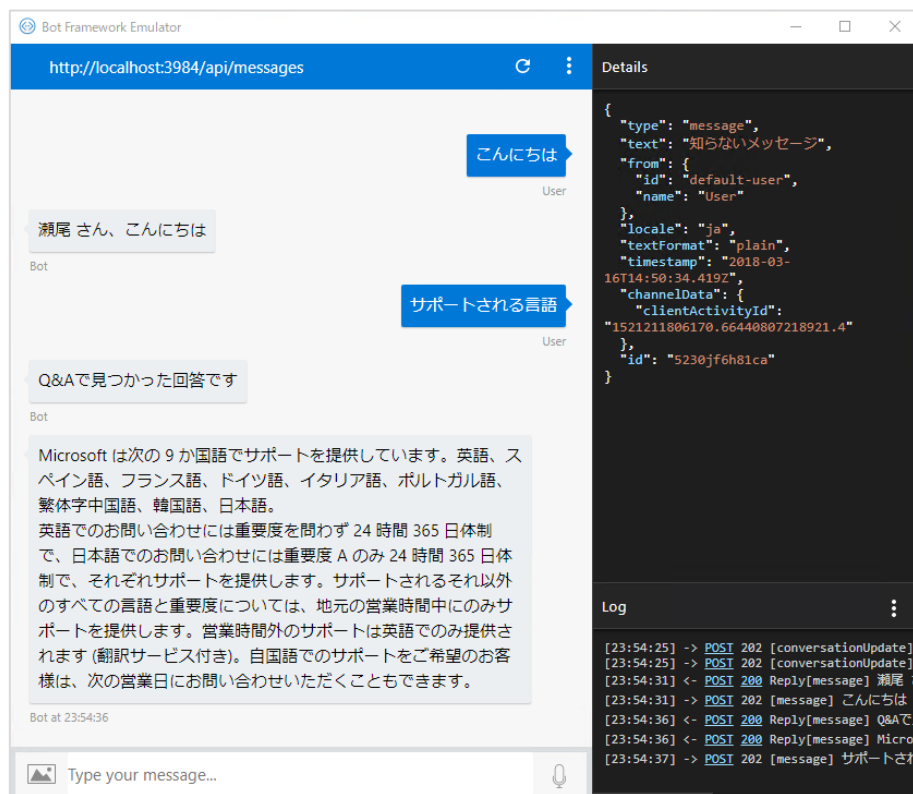 Bot Framework Emulator
http://localhost:3984/api/messages
こんにちは
User
瀬尾 さん、こんにちは
Bot
サポートされる言語
User
Q&Aで見つかった回答です
Bot
Microsoft は次の 9 か国語でサポートを提供しています。英語、ス
ペイン語、フランス語、ドイツ語、イタリア語、ポルトガル語、
繁体字中国語、韓国語、日本語。
英語でのお問い合わせには重要度を問わず 24 時間 365 日体制
で、日本語でのお問い合わせには重要度 A のみ 24 時間 365 日体
制で、それぞれサポートを提供します。サポートされるそれ以外
のすべての言語と重要度については、地元の営業時間中にのみサ
ポートを提供します。営業時間外のサポートは英語でのみ提供さ
れます (翻訳サービス付き)。自国語でのサポートをご希望のお客
様は、次の営業日にお問い合わせいただくこともできます。
Bot at 23:54:36
Type your message...
Details
{
"type": "message",
"text": "知らないメッセージ",
"from": {
"id": "default-user",
"name": "User"
},
"locale": "ja",
"textFormat": "plain",
"timestamp": "2018-03-
16T14:50:34.419Z",
"channelData": {
"clientActivityId":
"1521211806170.66440807218921.4"
},
"id": "5230jf6h81ca"
}
Log
[23:54:25] -> POST 202 [conversationUpdate]
[23:54:25] -> POST 202 [conversationUpdate]
[23:54:31] <- POST 200 Reply[message] 瀬尾
[23:54:31] -> POST 202 [message] こんにちは
[23:54:36] <- POST 200 Reply[message] Q&Aで
[23:54:36] <- POST 200 Reply[message] Micro
[23:54:37] -> POST 202 [message] サポートさ